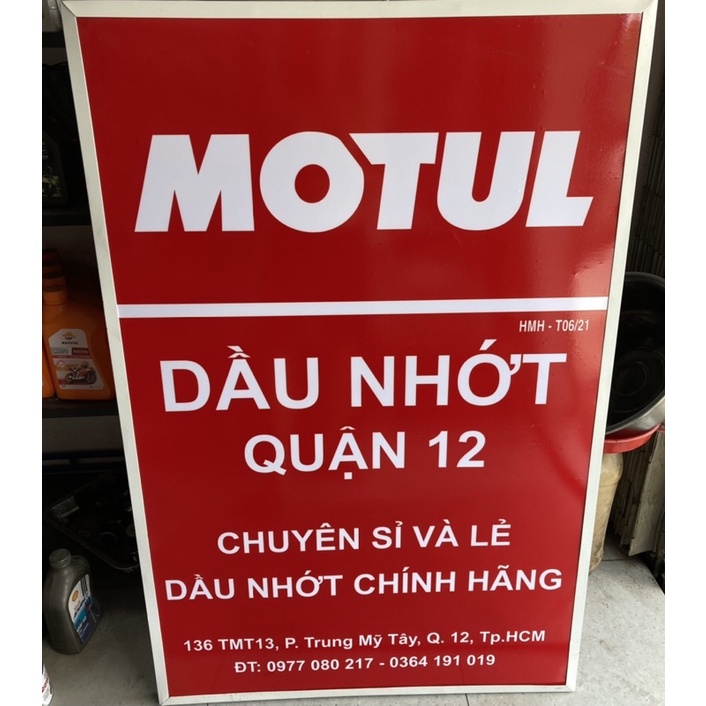 MOTUL
HMH - T06/21
DẦU NHỚT
QUẬN 12
CHUYÊN SỈ VÀ LẺ
DẦU NHỚT CHÍNH HÃNG
136 TMT13, P. Trung Mỹ Tây, Q. 12, Tp.HCM
ĐT: 0977 080 217 - 0364 191 019